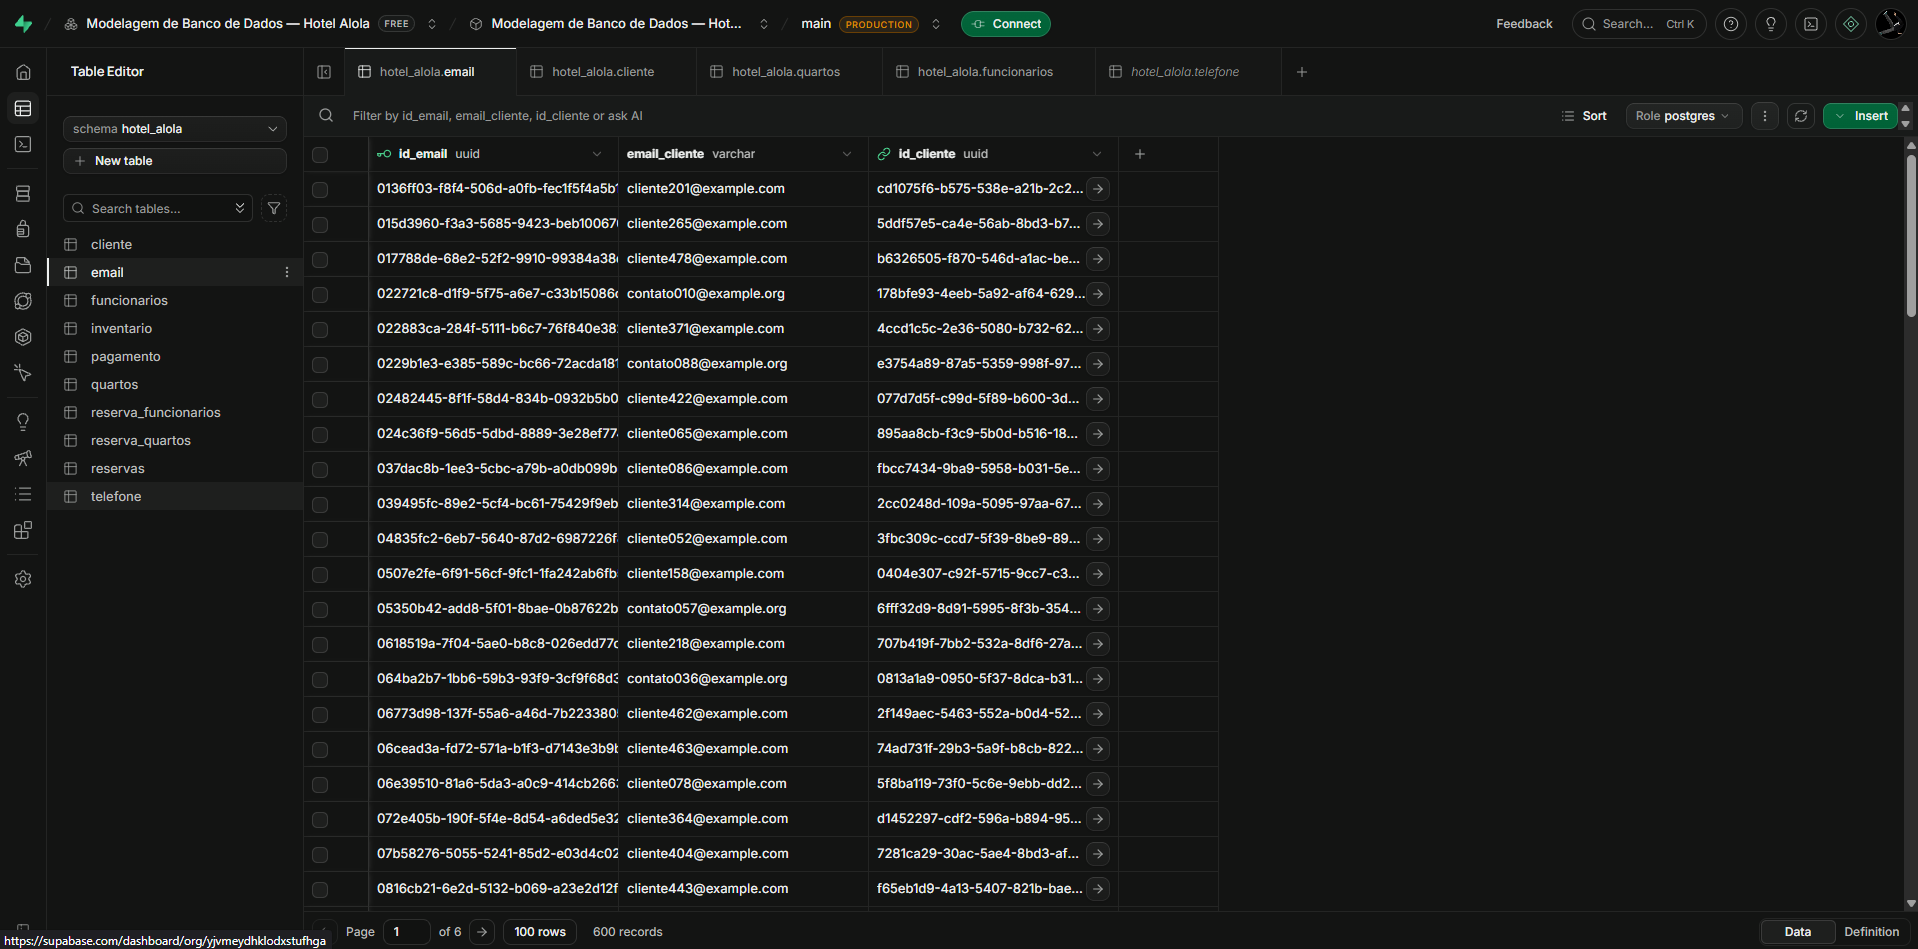 Modelagem de Banco de Dados — Hotel Alola FREE
Modelagem de Banco de Dados — Hot...
main PRODUCTION
Connect
Feedback
Search... Ctrl K
Table Editor
hotel_alola.email
hotel_alola.cliente
hotel_alola.quartos
hotel_alola.funcionarios
hotel_alola.telefone
schema hotel_alola
New table
Search tables...
cliente
email
funcionarios
inventario
pagamento
quartos
reserva_funcionarios
reserva_quartos
reservas
telefone
Filter by id_email, email_cliente, id_cliente or ask AI
Sort
Role postgres
Insert
id_email uuid email_cliente varchar id_cliente uuid
0136ff03-f8f4-506d-a0fb-fec1f5f4a5b1 cliente201@example.com cd1075f6-b575-538e-a21b-2c2...
015d3960-f3a3-5685-9423-beb10067 cliente265@example.com 5ddf57e5-ca4e-56ab-8bd3-b7...
017788de-68e2-52f2-9910-99384a38 cliente478@example.com b6326505-f870-546d-a1ac-be...
022721c8-d1f9-5f75-a6e7-c33b15086 contato010@example.org 178bfe93-4eeb-5a92-af64-629...
022883ca-284f-5111-b6c7-76f840e38 cliente371@example.com 4ccd1c5c-2e36-5080-b732-62...
0229b1e3-e385-589c-bc66-72acda181 contato088@example.org e3754a89-87a5-5359-998f-97...
02482445-8f1f-58d4-834b-0932b5b0 cliente422@example.com 077d7d5f-c99d-5f89-b600-3d...
024c36f9-56d5-5dbd-8889-3e28ef77 cliente065@example.com 895aa8cb-f3c9-5b0d-b516-18...
037dac8b-1ee3-5cbc-a79b-a0db099b cliente086@example.com fbcc7434-9ba9-5958-b031-5e...
039495fc-89e2-5cf4-bc61-75429f9eb cliente314@example.com 2cc0248d-109a-5095-97aa-67...
04835fc2-6eb7-5640-87d2-6987226f cliente052@example.com 3fbc309c-ccd7-5f39-8be9-89...
0507e2fe-6f91-56cf-9fc1-1fa242ab6fb cliente158@example.com 0404e307-c92f-5715-9cc7-c3...
05350b42-add8-5f01-8bae-0b87622b contato057@example.org 6fff32d9-8d91-5995-8f3b-354...
0618519a-7f04-5ae0-b8c8-026edd77c cliente218@example.com 707b419f-7bb2-532a-8df6-27a...
064ba2b7-1bb6-59b3-93f9-3cf9f68d3 contato036@example.org 0813a1a9-0950-5f37-8dca-b31...
06773d98-137f-55a6-a46d-7b223380 cliente462@example.com 2f149aec-5463-552a-b0d4-52...
06cead3a-fd72-571a-b1f3-d7143e3b9b cliente463@example.com 74ad731f-29b3-5a9f-b8cb-822...
06e39510-81a6-5da3-a0c9-414cb266 cliente078@example.com 5f8ba119-73f0-5c6e-9ebb-dd2...
072e405b-190f-5f4e-8d54-a6ded5e32 cliente364@example.com d1452297-cdf2-596a-b894-95...
07b58276-5055-5241-85d2-e03d4c02 cliente404@example.com 7281ca29-30ac-5ae4-8bd3-af...
0816cb21-6e2d-5132-b069-a23e2d12f cliente443@example.com f65eb1d9-4a13-5407-821b-bae...
Page 1 of 6 100 rows 600 records
Data Definition
https://supabase.com/dashboard/org/yjvmeydhklodxstufhga